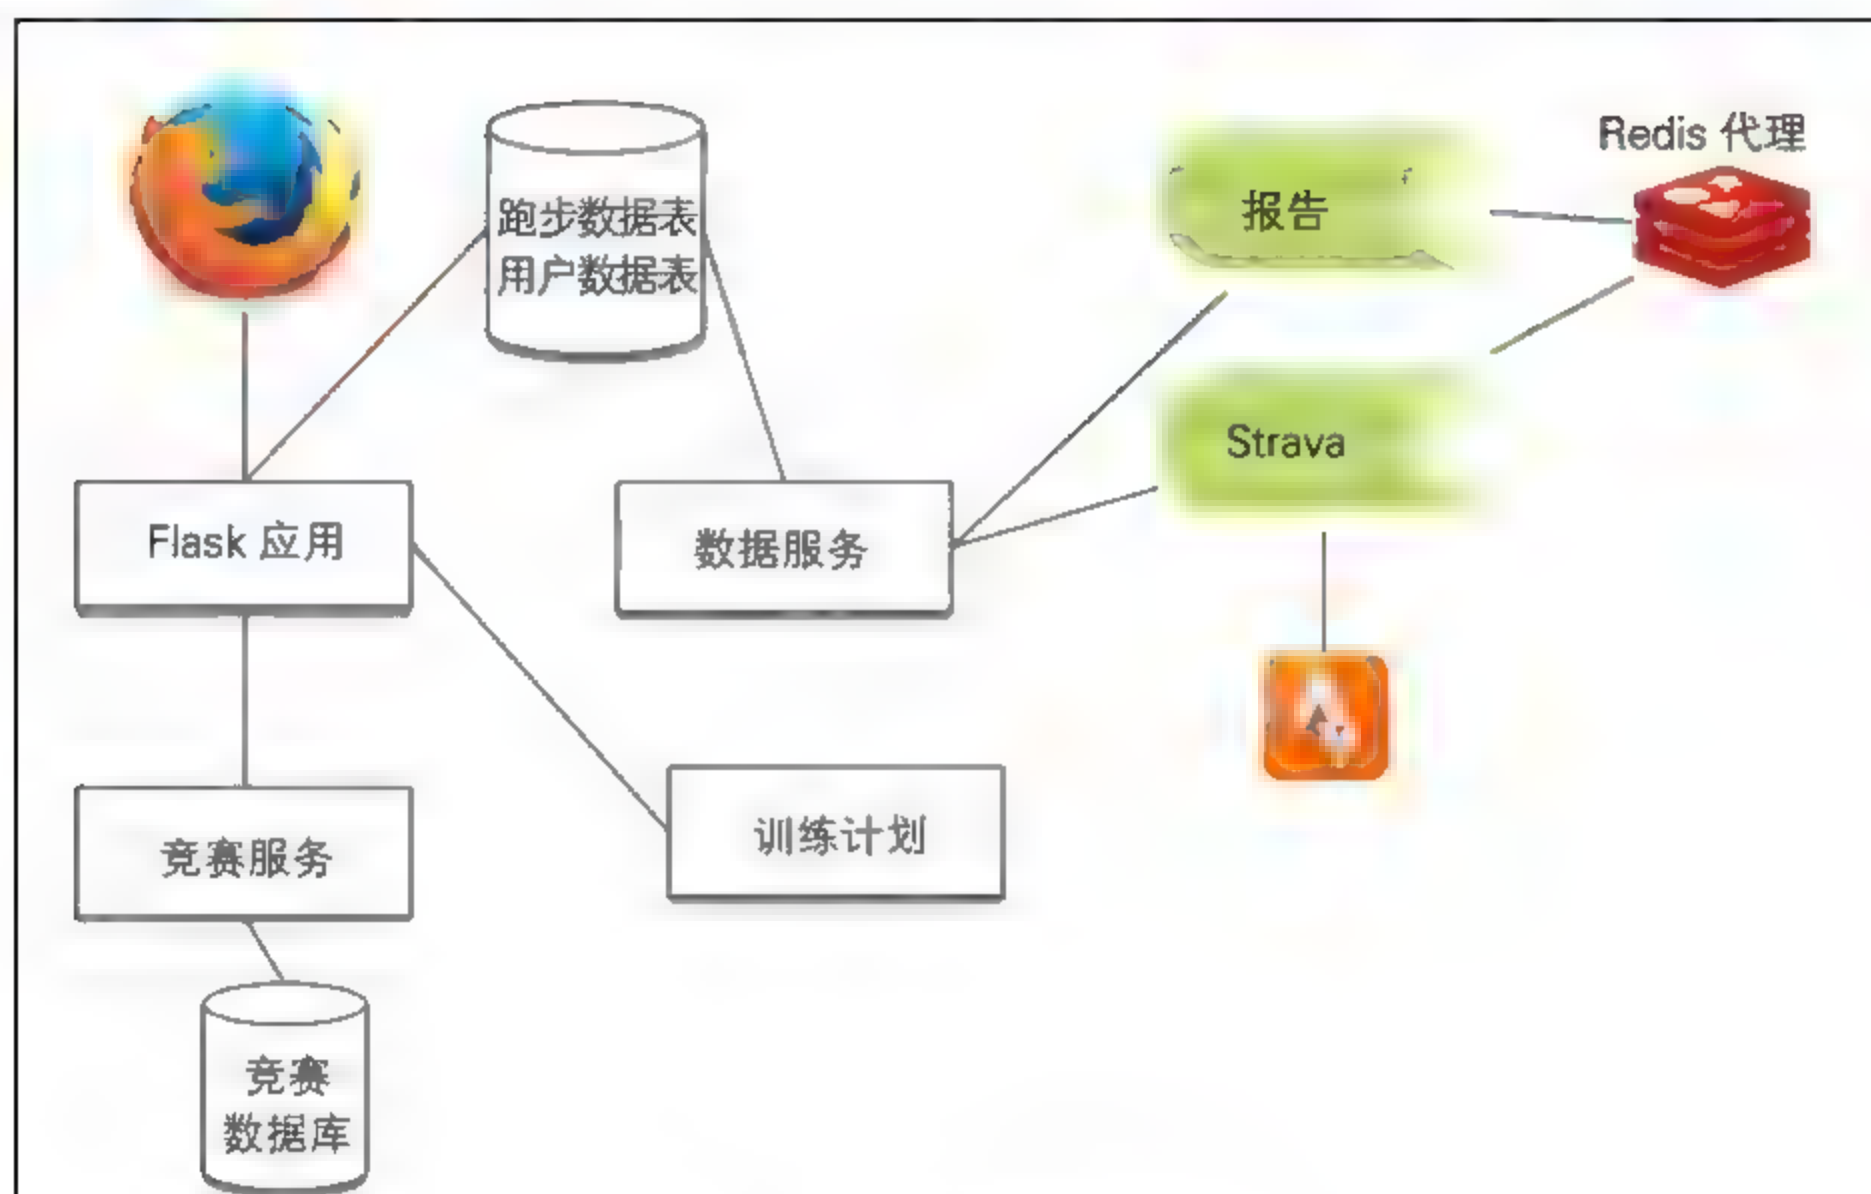 跑步数据表
用户数据表
报告
Redis 代理
Strava
Flask 应用
数据服务
竞赛服务
训练计划
竞赛
数据库